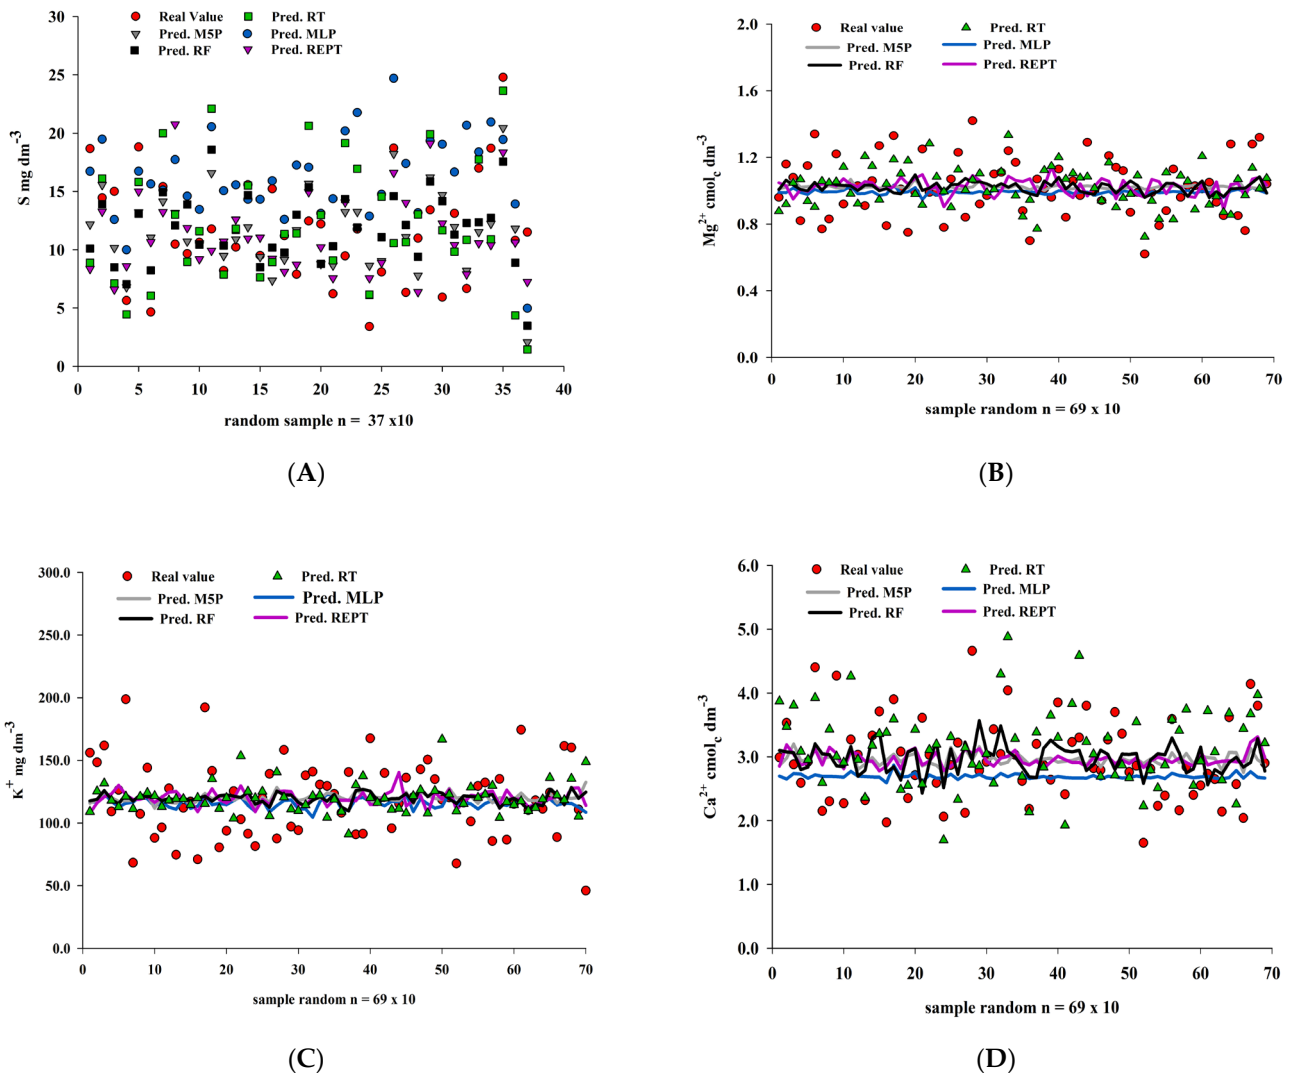 Real Value
Pred. RT
Pred. M5P
Pred. MLP
Pred. RF
Pred. REPT
S mg dm-3
30
25
20
15
10
5
0
0 5 10 15 20 25 30 35 40
random sample n = 37 x10
(A)
Real value
Pred. RT
Pred. M5P
Pred. MLP
Pred. RF
Pred. REPT
Mg2+ cmolc dm-3
2.0
1.6
1.2
0.8
0.4
0.0
0 10 20 30 40 50 60 70
sample random n = 69 x 10
(B)
Real value
Pred. RT
Pred. M5P
Pred. MLP
Pred. RF
Pred. REPT
K+ mg dm-3
300.0
250.0
200.0
150.0
100.0
50.0
0.0
0 10 20 30 40 50 60 70
sample random n = 69 x 10
(C)
Real value
Pred. RT
Pred. M5P
Pred. MLP
Pred. RF
Pred. REPT
Ca2+ cmolc dm-3
6.0
5.0
4.0
3.0
2.0
1.0
0.0
0 10 20 30 40 50 60 70
sample random n = 69 x 10
(D)